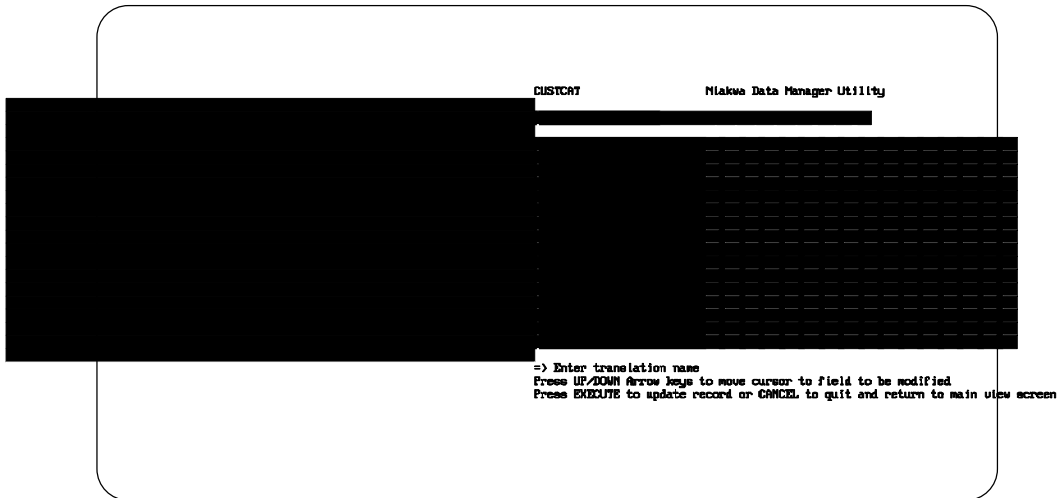 CUSTCAT Niakwa Data Manager Utility
=> Enter translation name
Press UP/DOWN Arrow keys to move cursor to field to be modified
Press EXECUTE to update record or CANCEL to quit and return to main view screen